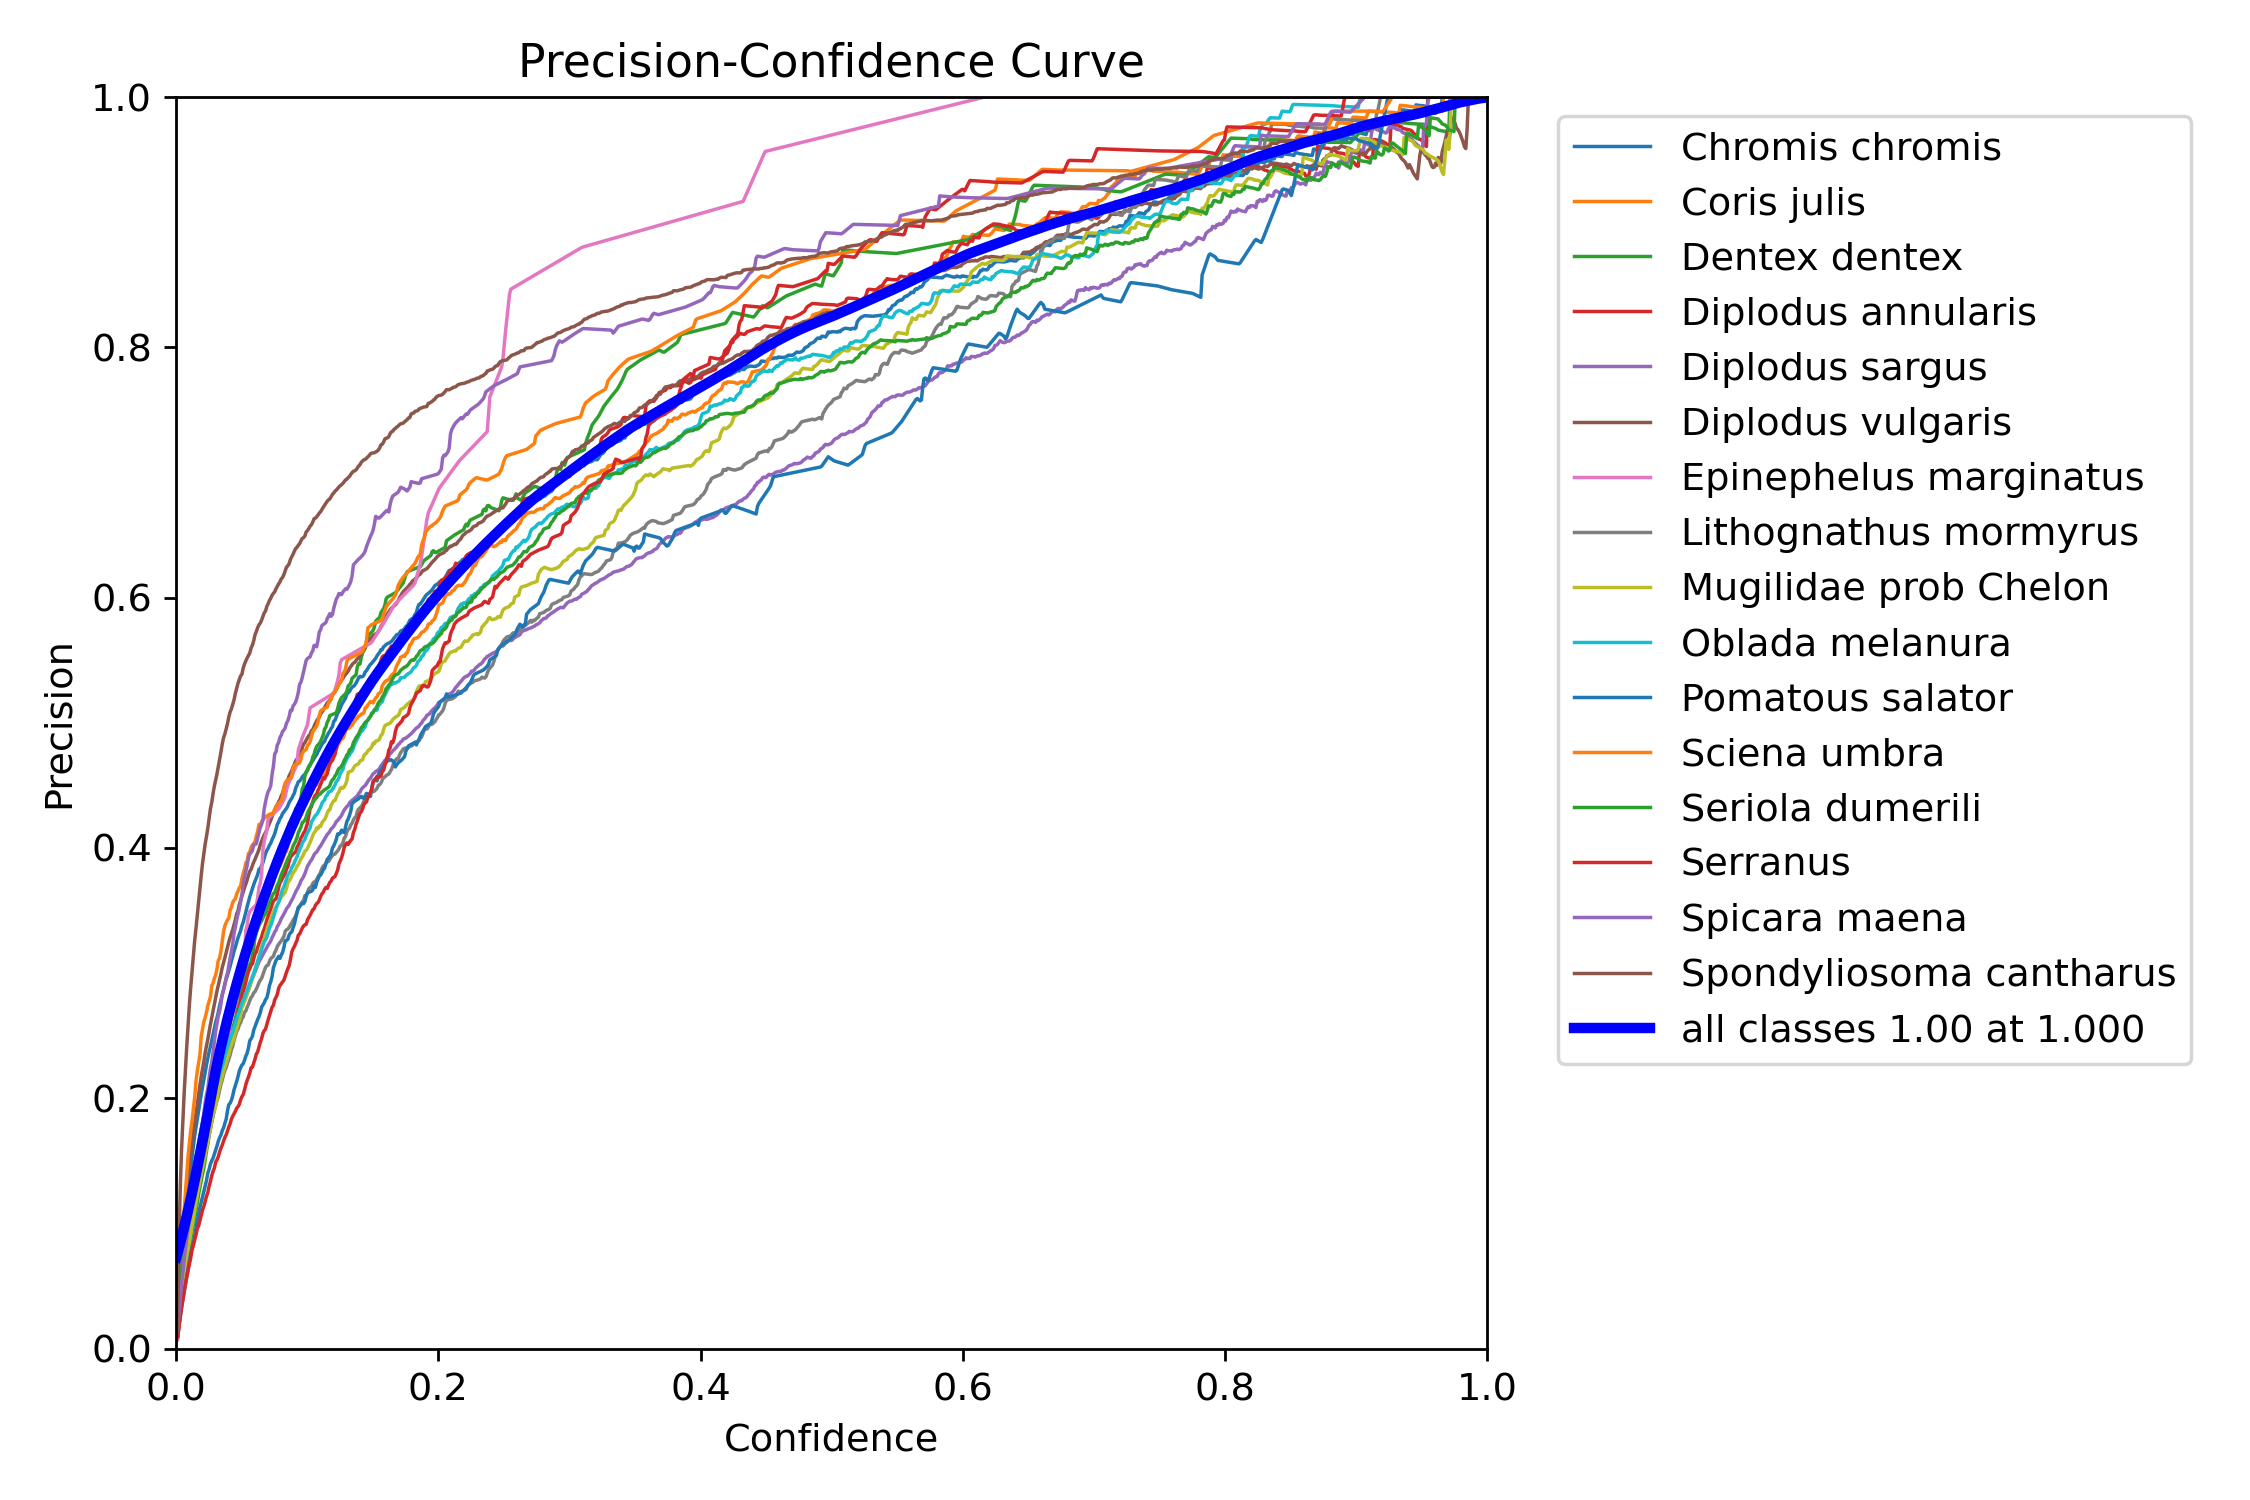 Precision-Confidence Curve
1.0
0.8
0.6
0.4
0.2
0.0
Precision
0.0 0.2 0.4 0.6 0.8 1.0
Confidence
Chromis chromis
Coris julis
Dentex dentex
Diplodus annularis
Diplodus sargus
Diplodus vulgaris
Epinephelus marginatus
Lithognathus mormyrus
Mugilidae prob Chelon
Oblada melanura
Pomatous salator
Sciena umbra
Seriola dumerili
Serranus
Spicara maena
Spondyliosoma cantharus
all classes 1.00 at 1.000